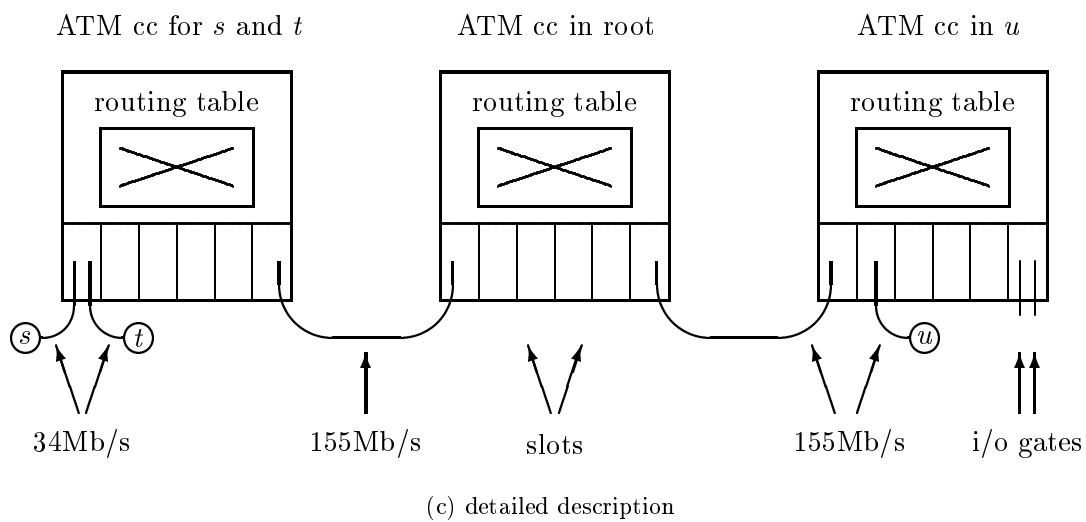 ATM cc for s and t
ATM cc in root
ATM cc in u
routing table
routing table
routing table
s
t
u
34Mb/s
155Mb/s
slots
155Mb/s
i/o gates
(c) detailed description